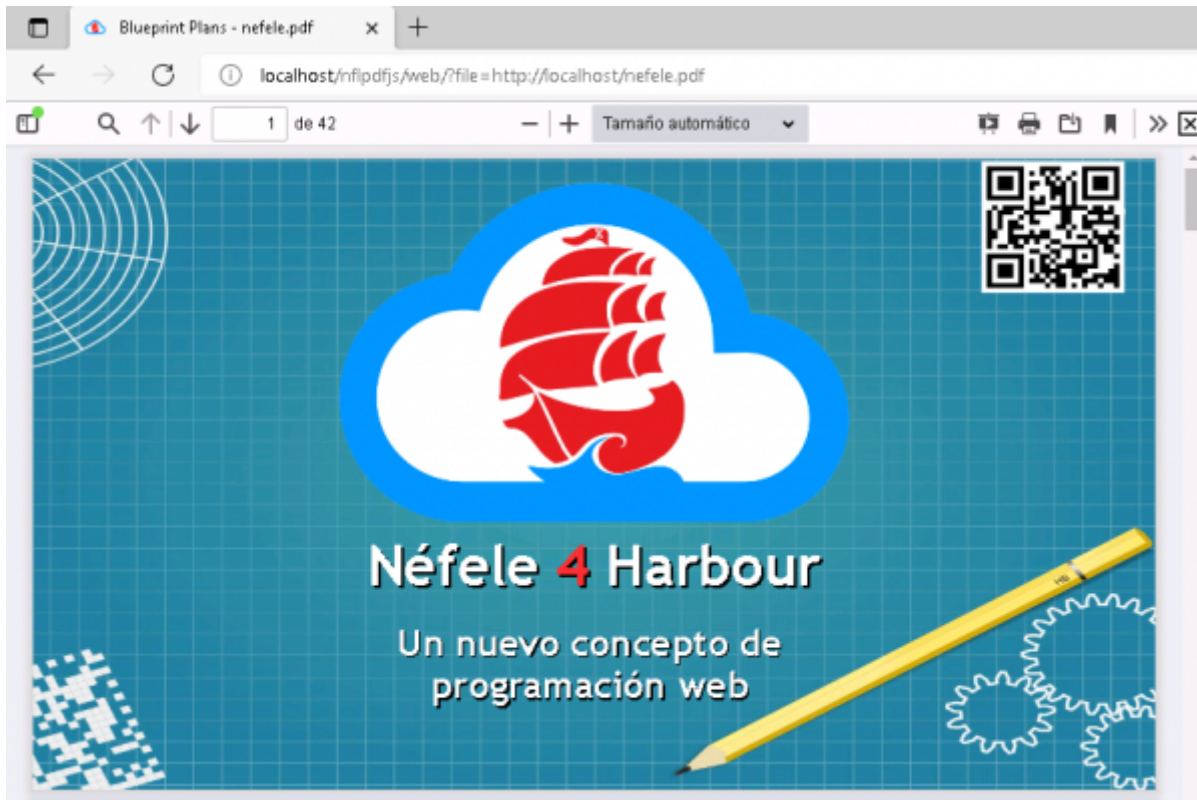 Blueprint Plans - nefele.pdf
localhost/nflpdfjs/web/?file=http://localhost/nefele.pdf
1 de 42 Tamaño automático
Néfele 4 Harbour
Un nuevo concepto de
programación web
HB